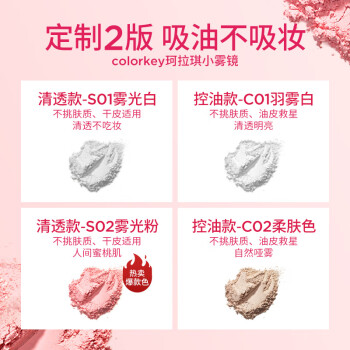 定制2版 吸油不吸妆
colorkey珂拉琪小雾镜
清透款-S01雾光白
不挑肤质、干皮适用
清透不吃妆
控油款-C01羽雾白
不挑肤质、油皮救星
清透明亮
清透款-S02雾光粉
不挑肤质、干皮适用
人间蜜桃肌
热卖
爆款色
控油款-C02柔肤色
不挑肤质、油皮救星
自然哑雾